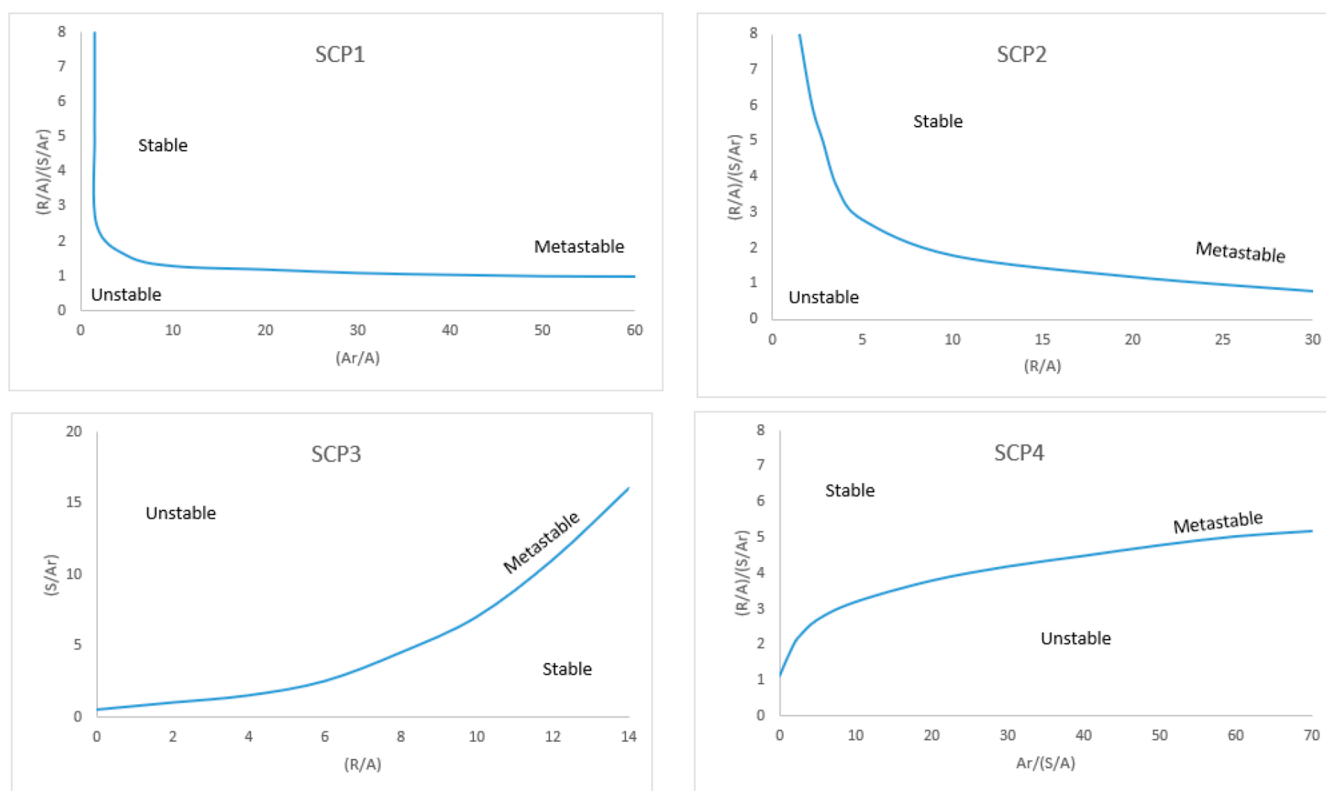 SCP1
8
7
6
5
4
3
2
1
0
(R/A)/(S/Ar)
Stable
Metastable
Unstable
0 10 20 30 40 50 60
(Ar/A)
SCP2
8
7
6
5
4
3
2
1
0
(R/A)/(S/Ar)
Stable
Metastable
Unstable
0 5 10 15 20 25 30
(R/A)
SCP3
20
15
10
5
0
(S/Ar)
Unstable
Metastable
Stable
0 2 4 6 8 10 12 14
(R/A)
SCP4
8
7
6
5
4
3
2
1
0
(R/A)/(S/Ar)
Stable
Metastable
Unstable
0 10 20 30 40 50 60 70
Ar/(S/A)